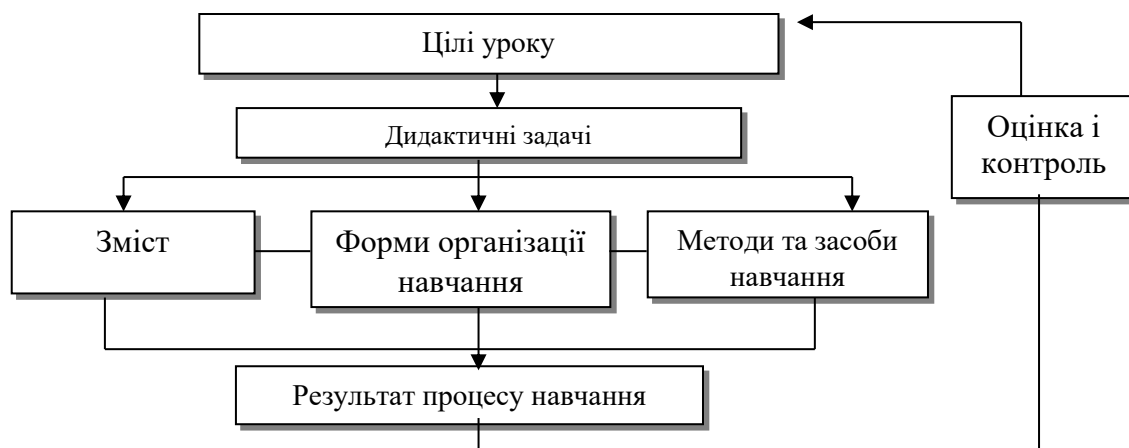 Цілі уроку
Дидактичні задачі
Оцінка і
контроль
Зміст
Форми організації
навчання
Методи та засоби
навчання
Результат процесу навчання